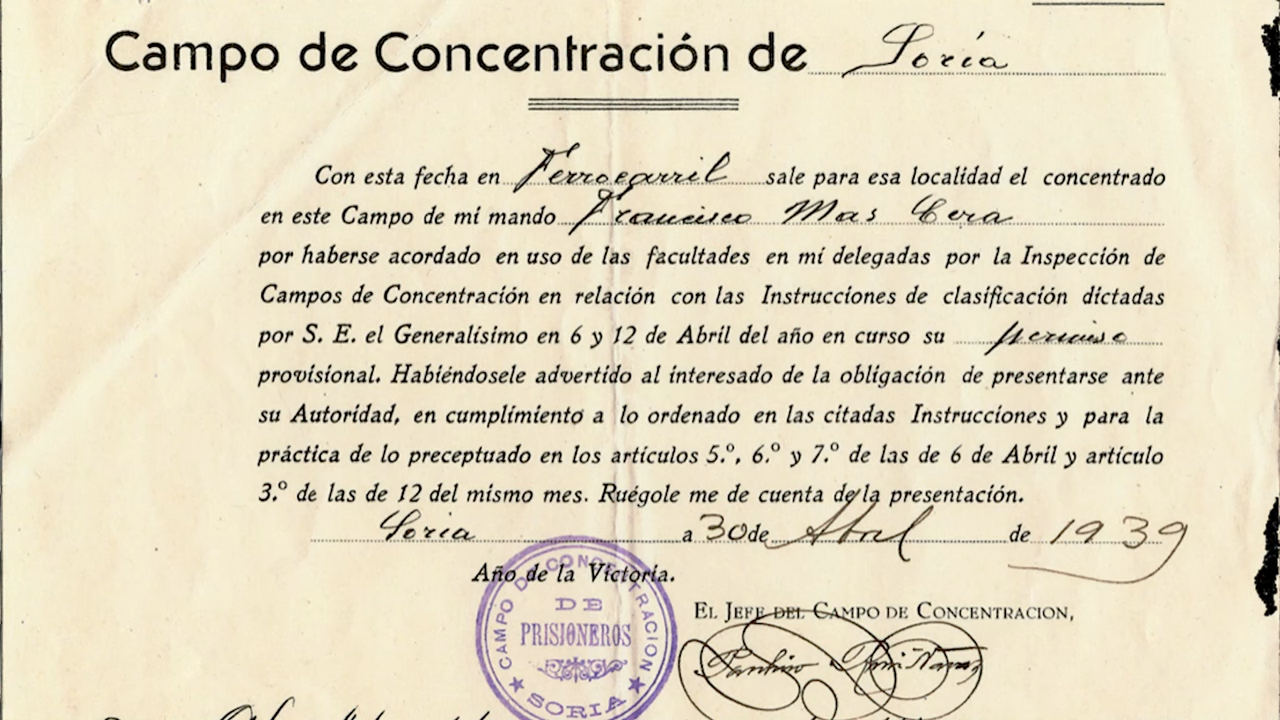 Campo de Concentración de Soria
Con esta fecha en Ferrocarril sale para esa localidad el concentrado
en este Campo de mi mando Francisco Mas Cera
por haberse acordado en uso de las facultades en mí delegadas por la Inspección de
Campos de Concentración en relación con las Instrucciones de clasificación dictadas
por S. E. el Generalísimo en 6 y 12 de Abril del año en curso su permiso
provisional. Habiéndosele advertido al interesado de la obligación de presentarse ante
su Autoridad, en cumplimiento a lo ordenado en las citadas Instrucciones y para la
práctica de lo preceptuado en los artículos 5.º, 6.º y 7.º de las de 6 de Abril y artículo
3.º de las de 12 del mismo mes. Ruégole me de cuenta de la presentación.
Soria a 30 de Abril de 1939
Año de la Victoria.
EL JEFE DEL CAMPO DE CONCENTRACION,
CAMPO DE CONCENTRACION
DE
PRISIONEROS
SORIA